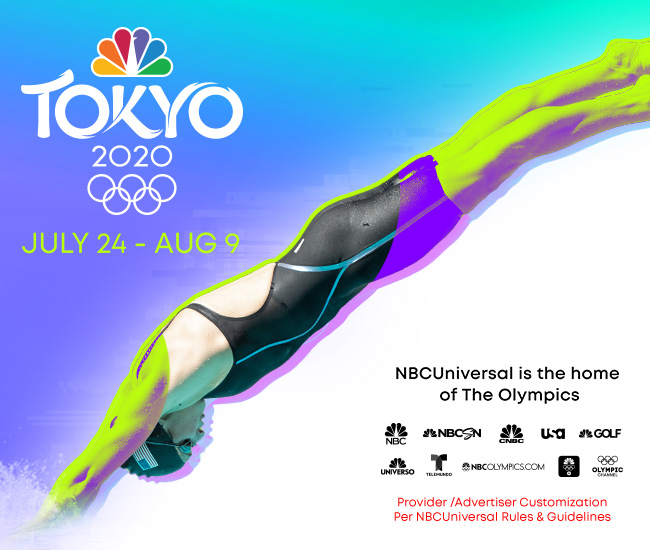 TOKYO
2020
JULY 24 - AUG 9
NBCUniversal is the home
of The Olympics
NBC NBCSN CNBC USA GOLF
UNIVERSO TELEMUNDO NBCOLYMPICS.COM OLYMPIC
CHANNEL
Provider /Advertiser Customization
Per NBCUniversal Rules & Guidelines